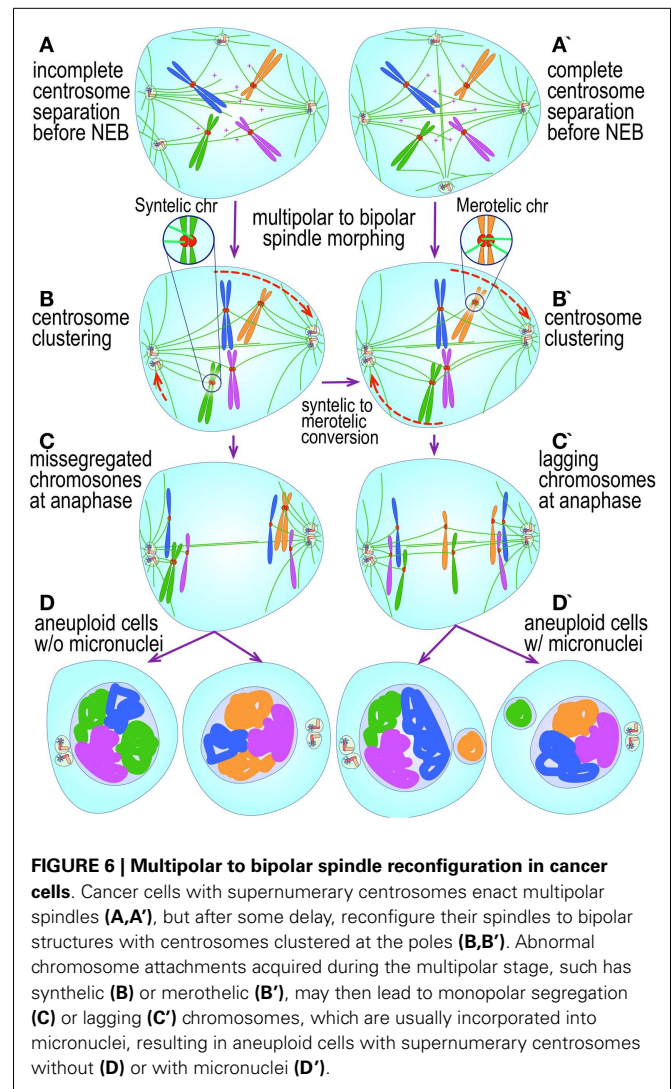 A
incomplete
centrosome
separation
before NEB
A`
complete
centrosome
separation
before NEB
Syntelic chr
multipolar to bipolar
spindle morphing
Merotelic chr
B
centrosome
clustering
B`
centrosome
clustering
syntelic to
merotelic
conversion
C
missegregated
chromosones
at anaphase
C`
lagging
chromosomes
at anaphase
D
aneuploid cells
w/o micronuclei
D`
aneuploid cells
w/ micronuclei
FIGURE 6 | Multipolar to bipolar spindle reconfiguration in cancer
cells. Cancer cells with supernumerary centrosomes enact multipolar
spindles (A,A′), but after some delay, reconfigure their spindles to bipolar
structures with centrosomes clustered at the poles (B,B′). Abnormal
chromosome attachments acquired during the multipolar stage, such has
synthelic (B) or merothelic (B′), may then lead to monopolar segregation
(C) or lagging (C′) chromosomes, which are usually incorporated into
micronuclei, resulting in aneuploid cells with supernumerary centrosomes
without (D) or with micronuclei (D′).